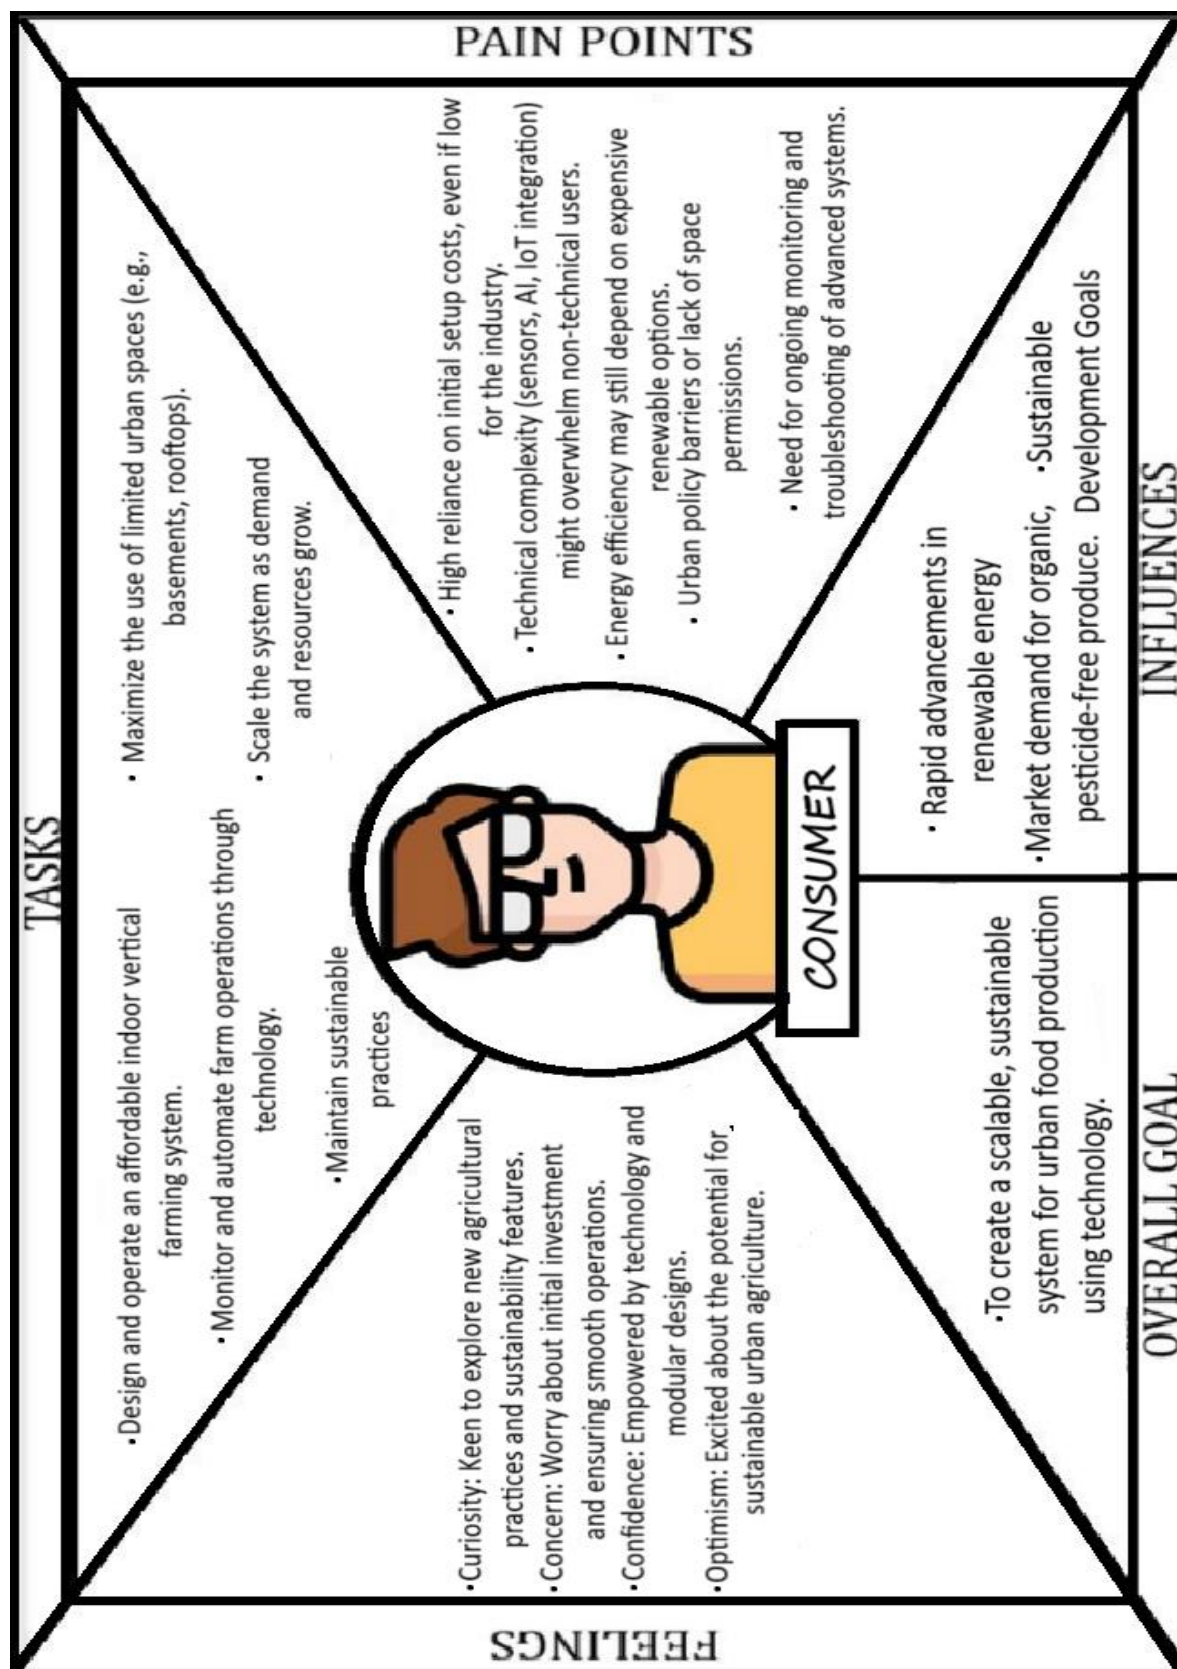 TASKS
•Design and operate an affordable indoor vertical
farming system.
•Monitor and automate farm operations through
technology.
•Maintain sustainable
practices
• Maximize the use of limited urban spaces (e.g.,
basements, rooftops).
• Scale the system as demand
and resources grow.
FEELINGS
•Curiosity: Keen to explore new agricultural
practices and sustainability features.
•Concern: Worry about initial investment
and ensuring smooth operations.
•Confidence: Empowered by technology and
modular designs.
•Optimism: Excited about the potential for
sustainable urban agriculture.
CONSUMER
PAIN POINTS
• High reliance on initial setup costs, even if low
for the industry.
• Technical complexity (sensors, AI, IoT integration)
might overwhelm non-technical users.
• Energy efficiency may still depend on expensive
renewable options.
• Urban policy barriers or lack of space
permissions.
• Need for ongoing monitoring and
troubleshooting of advanced systems.
•To create a scalable, sustainable
system for urban food production
using technology.
OVERALL GOAL
• Rapid advancements in
renewable energy
•Market demand for organic,
pesticide-free produce.
•Sustainable
Development Goals
INFLUENCES